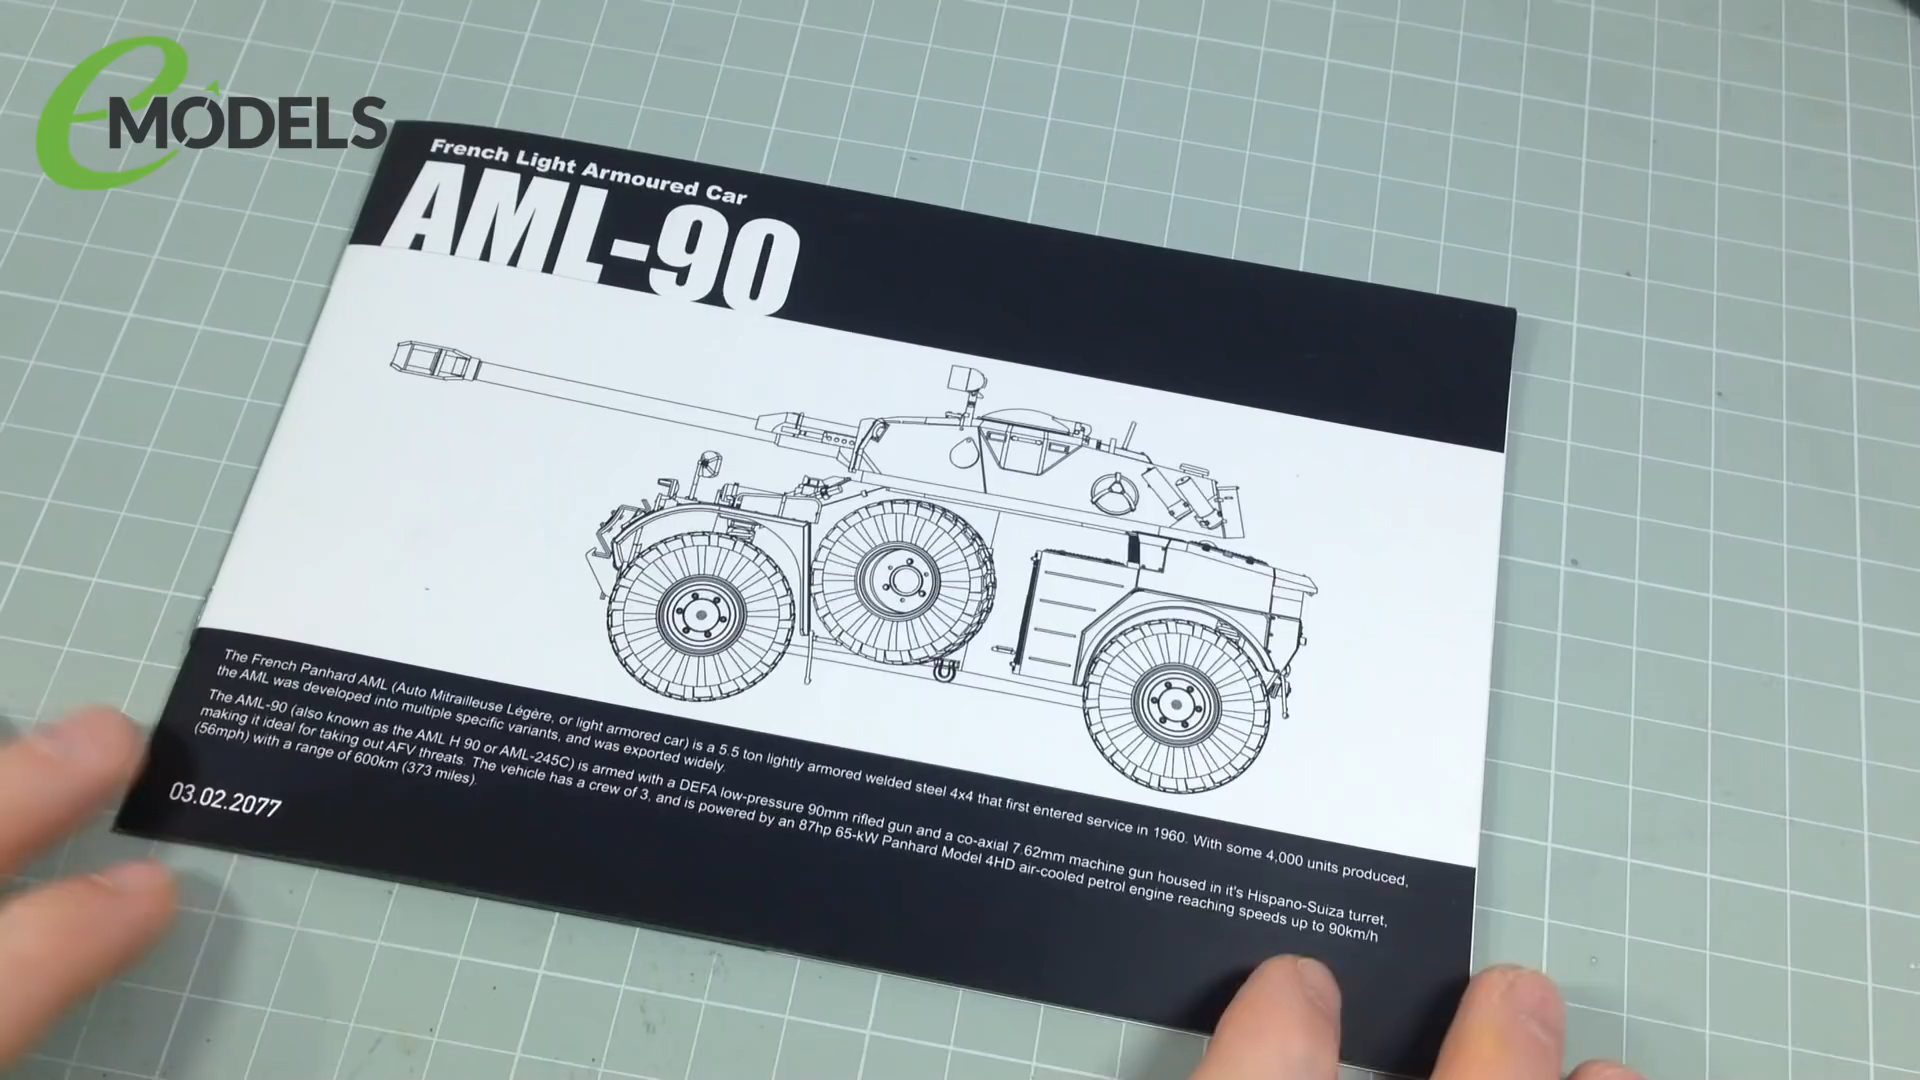 eMODELS
French Light Armoured Car
AML-90
The French Panhard AML (Auto Mitrailleuse Légère, or light armored car) is a 5.5 ton lightly armored welded steel 4x4 that first entered service in 1960. With some 4,000 units produced,
the AML was developed into multiple specific variants, and was exported widely.
The AML-90 (also known as the AML H 90 or AML-245C) is armed with a DEFA low-pressure 90mm rifled gun and a co-axial 7.62mm machine gun housed in it's Hispano-Suiza turret,
making it ideal for taking out AFV threats. The vehicle has a crew of 3, and is powered by an 87hp 65-kW Panhard Model 4HD air-cooled petrol engine reaching speeds up to 90km/h
(56mph) with a range of 600km (373 miles).
03.02.2077